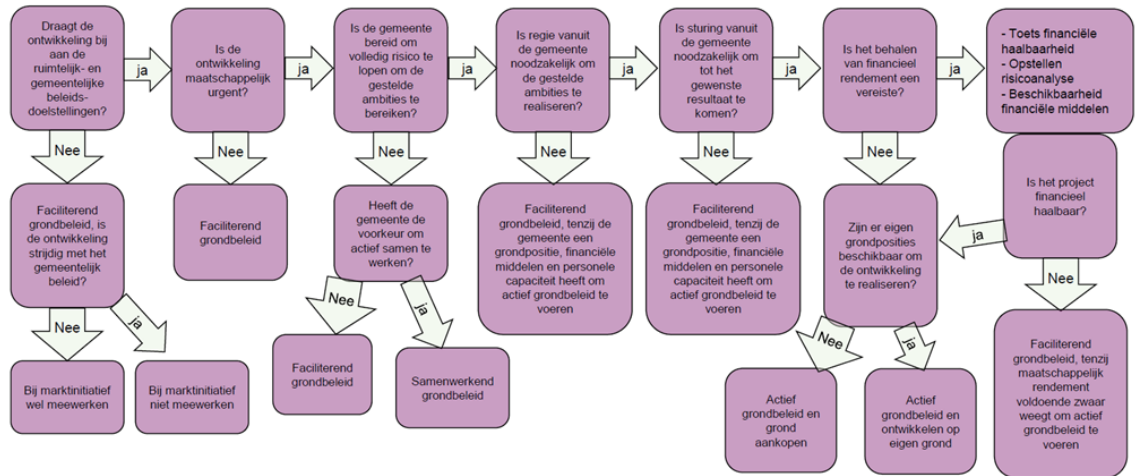 Draagt de
ontwikkeling bij
aan de
ruimtelijk- en
gemeentelijke
beleids-
doelstellingen?
ja
Is de
ontwikkeling
maatschappelijk
urgent?
ja
Is de gemeente
bereid om
volledig risico te
lopen om de
gestelde
ambities te
bereiken?
ja
Is regie vanuit
de gemeente
noodzakelijk om
de gestelde
ambities te
realiseren?
ja
Is sturing vanuit
de gemeente
noodzakelijk om
tot het
gewenste
resultaat te
komen?
ja
Is het behalen
van financieel
rendement een
vereiste?
ja
- Toets financiële
haalbaarheid
- Opstellen
risicoanalyse
- Beschikbaarheid
financiële middelen
Nee
Nee
Nee
Nee
Nee
Nee
Faciliterend
grondbeleid, is
de ontwikkeling
strijdig met het
gemeentelijk
beleid?
Faciliterend
grondbeleid
Heeft de
gemeente de
voorkeur om
actief samen te
werken?
Faciliterend
grondbeleid, tenzij de
gemeente een
grondpositie, financiële
middelen en personele
capaciteit heeft om
actief grondbeleid te
voeren
Faciliterend
grondbeleid, tenzij de
gemeente een
grondpositie, financiële
middelen en personele
capaciteit heeft om
actief grondbeleid te
voeren
Zijn er eigen
grondposities
beschikbaar om
de ontwikkeling
te realiseren?
ja
Is het project
financieel
haalbaar?
Nee
ja
Nee
ja
Nee
ja
Nee
Bij marktinitiatief
wel meewerken
Bij marktinitiatief
niet meewerken
Faciliterend
grondbeleid
Samenwerkend
grondbeleid
Actief
grondbeleid en
grond
aankopen
Actief
grondbeleid en
ontwikkelen op
eigen grond
Faciliterend
grondbeleid, tenzij
maatschappelijk
rendement
voldoende zwaar
weegt om actief
grondbeleid te
voeren